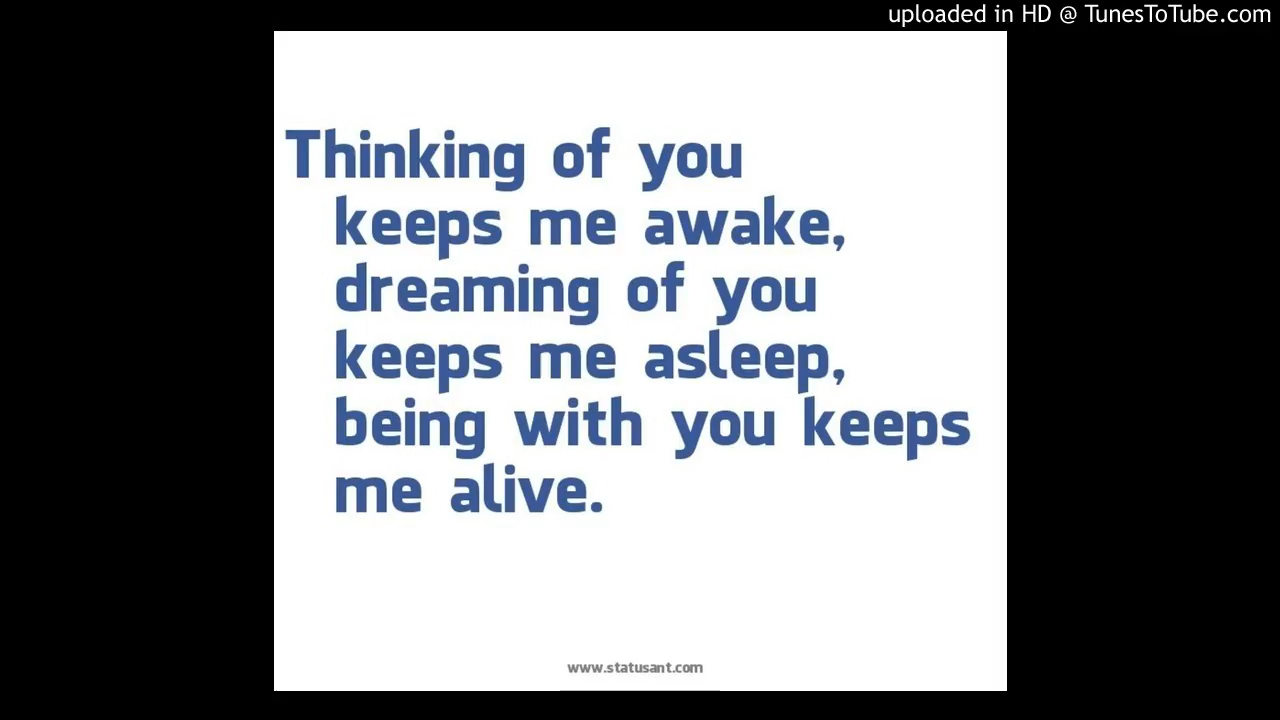 uploaded in HD @ TunesToTube.com
Thinking of you
keeps me awake,
dreaming of you
keeps me asleep,
being with you keeps
me alive.
www.statusant.com